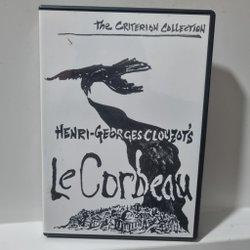 the CRITERION COLLECTION
HENRI-GEORGES CLOUZOT'S
Le Corbeau